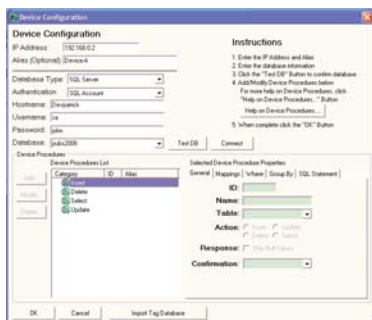 Device Configuration
Device Configuration
IP Address: 192.168.0.2
Alias (Optional) Device A
Database Type: SQL Server
Authentication: SQL Account
Hostname:
Username: sa
Password: john
Database: pubs2008
Test DB Connect
Instructions
1. Enter the IP Address and Alias
2. Enter the database information
3. Click the "Test DB" Button to confirm database
4. Add/Modify Device Procedures below
For more help on Device Procedures, click
"Help on Device Procedures..." Button
Help on Device Procedures...
5. When complete click the "OK" Button
Device Procedures
Device Procedures List
Category ID Alias
Insert
Delete
Select
Update
Add...
Modify...
Delete...
Selected Device Procedure Properties
General Mappings Where Group By SQL Statement
ID:
Name:
Table:
Action: Insert Update
Delete Select
Response:
Confirmation:
OK Cancel Import Tag Database